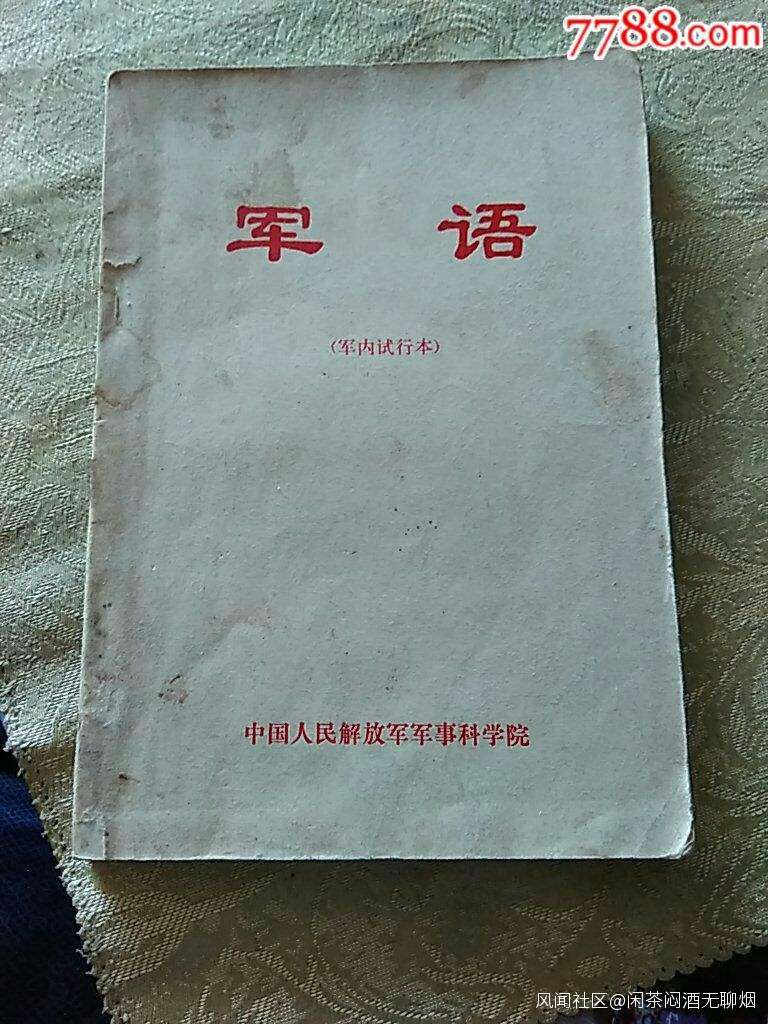 7788.com
军 语
（军内试行本）
中国人民解放军军事科学院
风闻社区@闲茶闷酒无聊烟